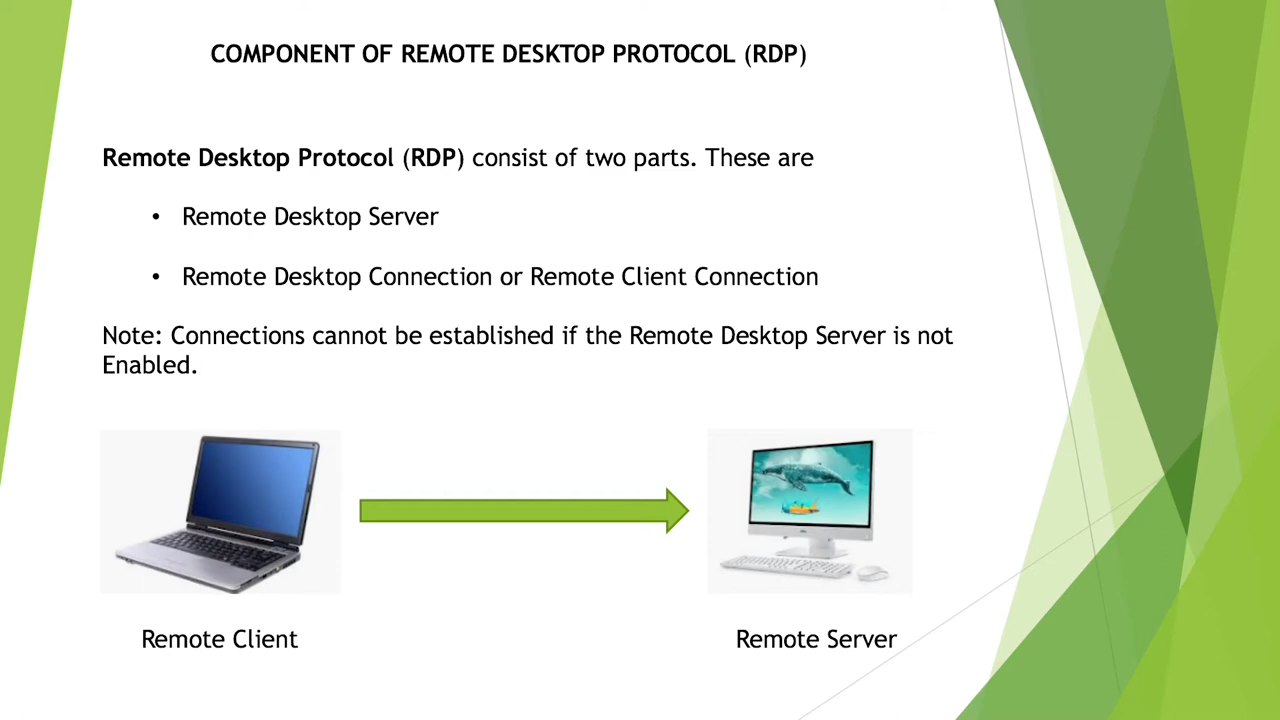 COMPONENT OF REMOTE DESKTOP PROTOCOL (RDP)
Remote Desktop Protocol (RDP) consist of two parts. These are
• Remote Desktop Server
• Remote Desktop Connection or Remote Client Connection
Note: Connections cannot be established if the Remote Desktop Server is not
Enabled.
Remote Client
Remote Server